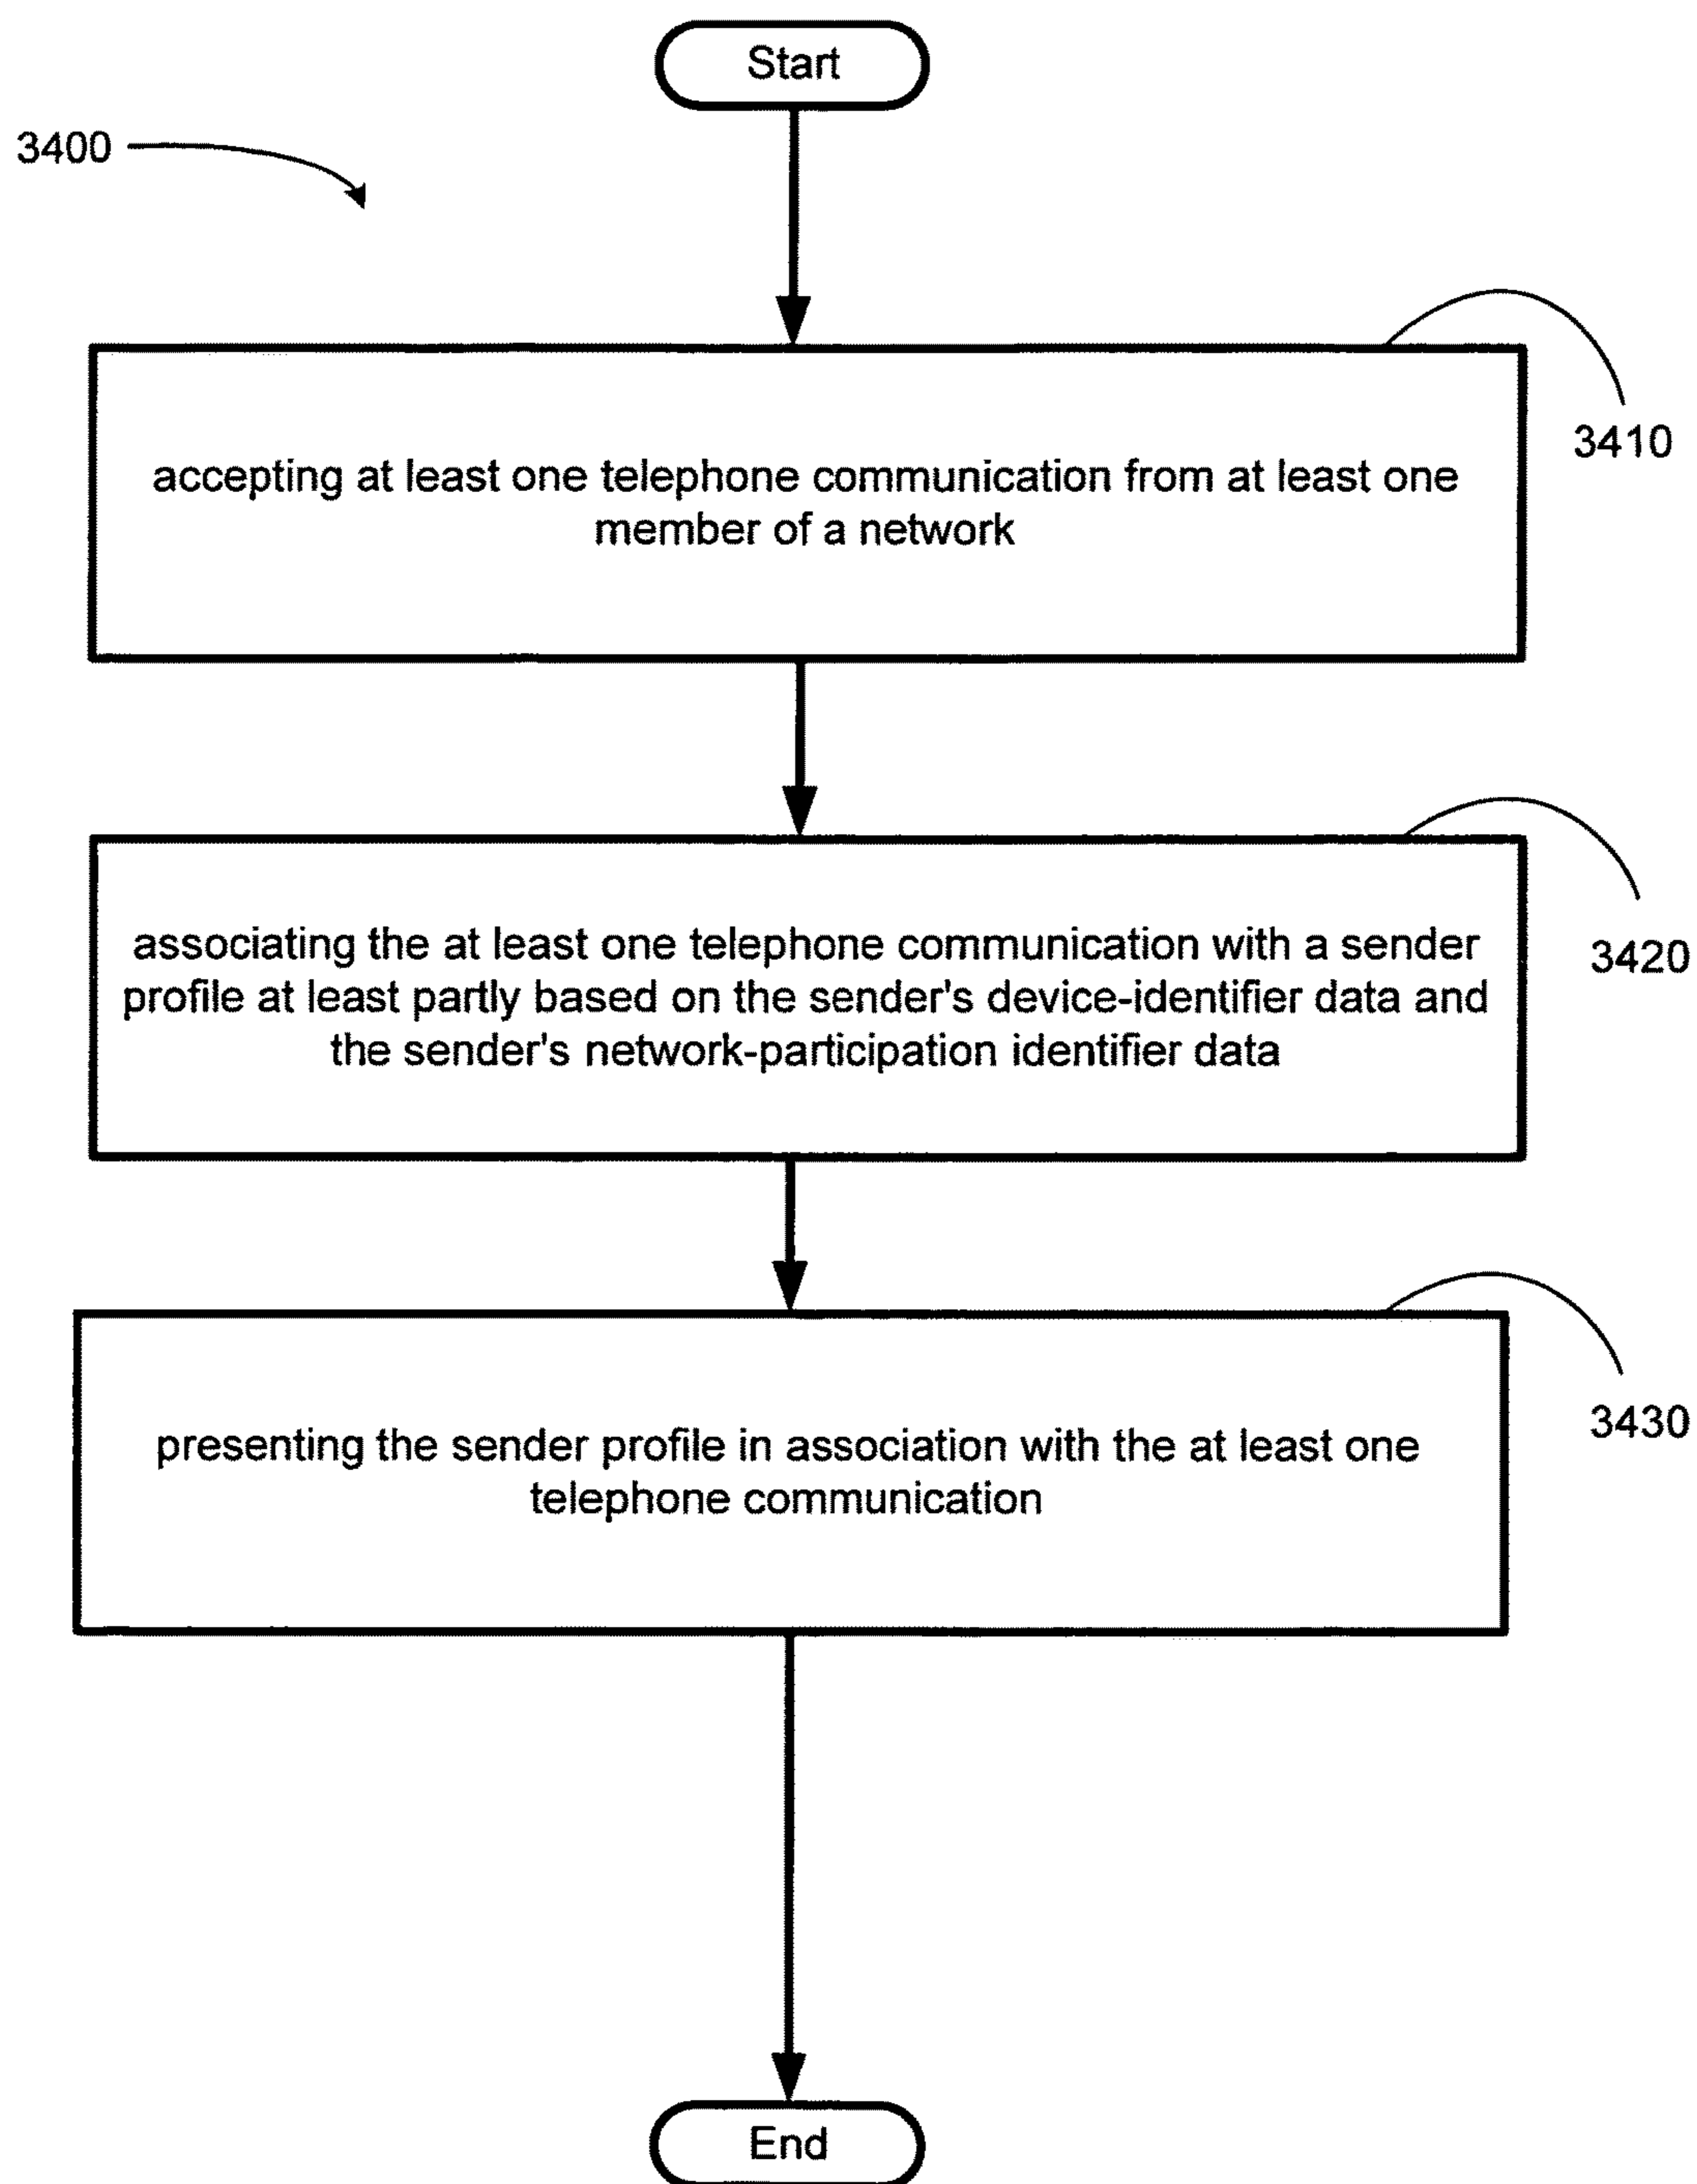 Start
3400
3410
accepting at least one telephone communication from at least one
member of a network
3420
associating the at least one telephone communication with a sender
profile at least partly based on the sender's device-identifier data and
the sender's network-participation identifier data
3430
presenting the sender profile in association with the at least one
telephone communication
End